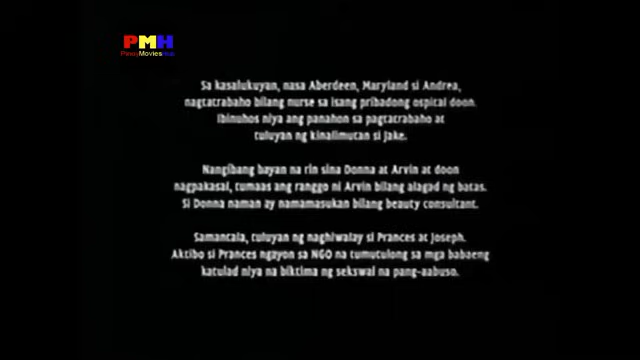 PMH
PinoyMovies
Sa kasalukuyan, nasa Aberdeen, Maryland si Andrea,
nagtatrabaho bilang nurse sa isang pribadong ospital doon.
Ibinuhos niya ang panahon sa pagtatrabaho at
tuluyan ng kinalimutan si Jake.
Nangibang bayan na rin sina Donna at Arvin at doon
nagpakasal, tumaas ang ranggo ni Arvin bilang alagad ng batas.
Si Donna naman ay namamasukan bilang beauty consultant.
Samantala, tuluyan ng naghiwalay si Frances at Joseph.
Aktibo si Frances ngayon sa NGO na tumutulong sa mga babaeng
katulad niya na biktima ng sekswal na pang-aabuso.